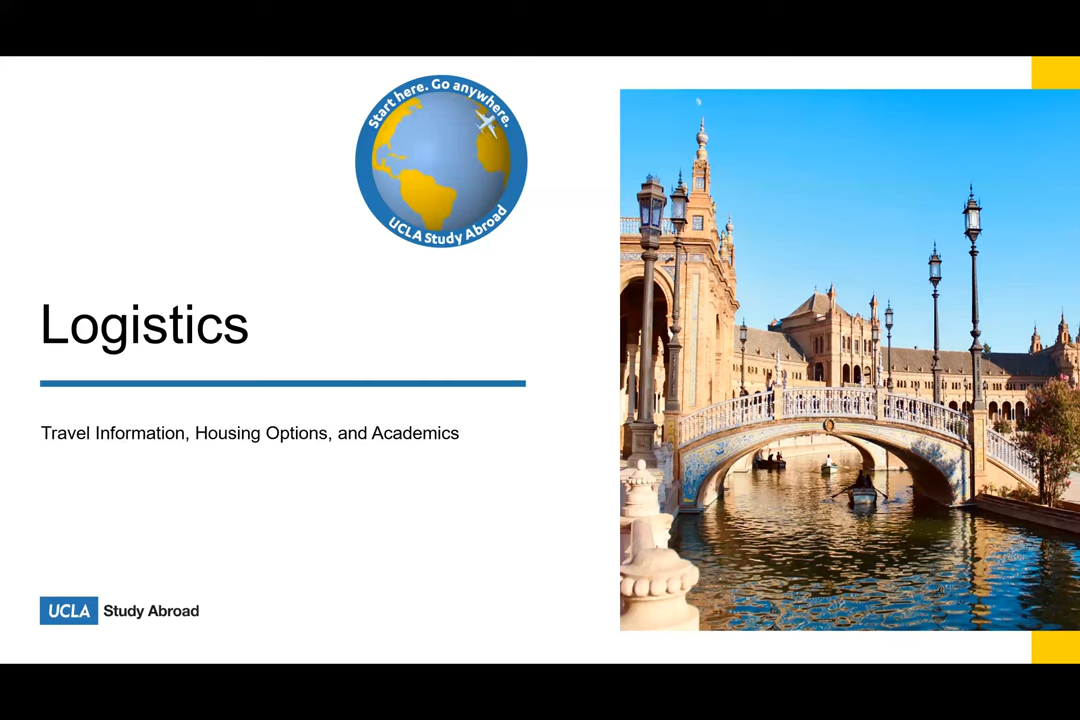 Start here. Go anywhere.
UCLA Study Abroad
Logistics
Travel Information, Housing Options, and Academics
UCLA Study Abroad